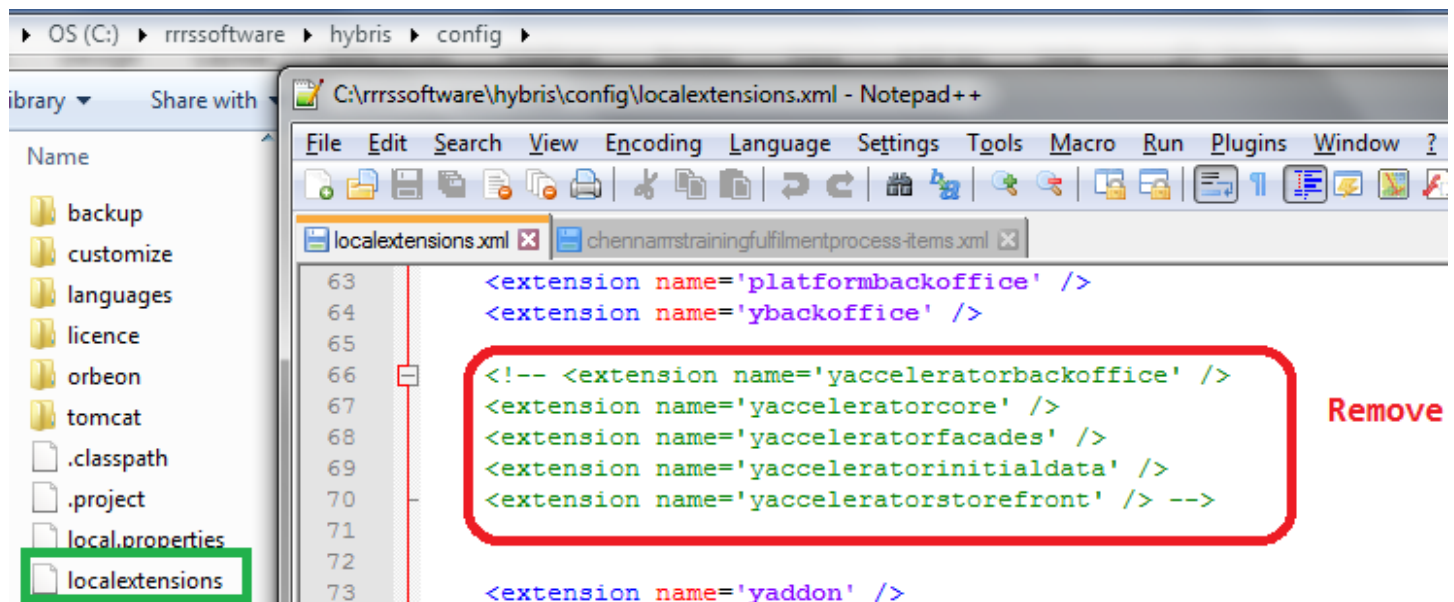 OS (C:) rrrssoftware hybris config
ibrary Share with
Name
backup
customize
languages
licence
orbeon
tomcat
.classpath
.project
local.properties
localextensions
C:\rrrssoftware\hybris\config\localextensions.xml - Notepad++
File Edit Search View Encoding Language Settings Tools Macro Run Plugins Window ?
localextensions.xml chennarrrstrainingfulfilmentprocess-items.xml
63 <extension name='platformbackoffice' />
64 <extension name='ybackoffice' />
65
66 <!-- <extension name='yacceleratorbackoffice' />
67 <extension name='yacceleratorcore' />
68 <extension name='yacceleratorfacades' />
69 <extension name='yacceleratorinitialdata' />
70 <extension name='yacceleratorstorefront' /> -->
71
72
73 <extension name='yaddon' />
Remove